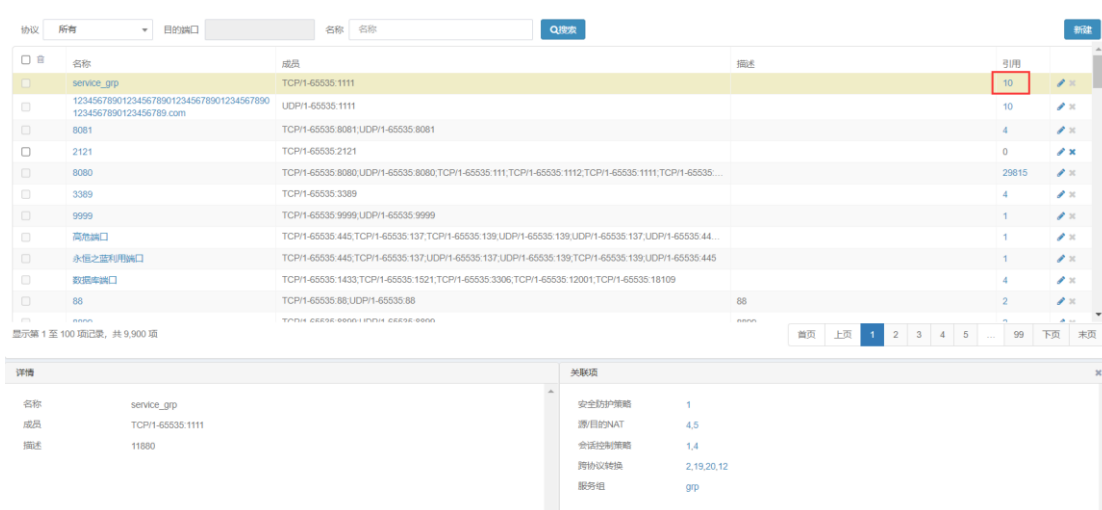 协议 所有 目的端口 名称 名称 搜索 新建
名称 成员 描述 引用
service_grp TCP/1-65535:1111 10
1234567890123456789012345678901234567890
1234567890123456789.com UDP/1-65535:1111 10
8081 TCP/1-65535:8081;UDP/1-65535:8081 4
2121 TCP/1-65535:2121 0
8080 TCP/1-65535:8080;UDP/1-65535:8080;TCP/1-65535:111;TCP/1-65535:1112;TCP/1-65535:1111;TCP/1-65535:... 29815
3389 TCP/1-65535:3389 4
9999 TCP/1-65535:9999;UDP/1-65535:9999 1
高危端口 TCP/1-65535:445;TCP/1-65535:137;TCP/1-65535:139;UDP/1-65535:139;UDP/1-65535:137;UDP/1-65535:44... 1
永恒之蓝利用端口 TCP/1-65535:445;TCP/1-65535:137;UDP/1-65535:137;UDP/1-65535:139;TCP/1-65535:139;UDP/1-65535:445 1
数据库端口 TCP/1-65535:1433;TCP/1-65535:1521;TCP/1-65535:3306;TCP/1-65535:12001;TCP/1-65535:18109 4
88 TCP/1-65535:88;UDP/1-65535:88 88 2
显示第 1 至 100 项记录，共 9,900 项 首页 上页 1 2 3 4 5 ... 99 下页 末页
详情 关联项
名称 service_grp 安全防护策略 1
成员 TCP/1-65535:1111 源/目的NAT 4,5
描述 11880 会话控制策略 1,4
跨协议转换 2,19,20,12
服务组 grp